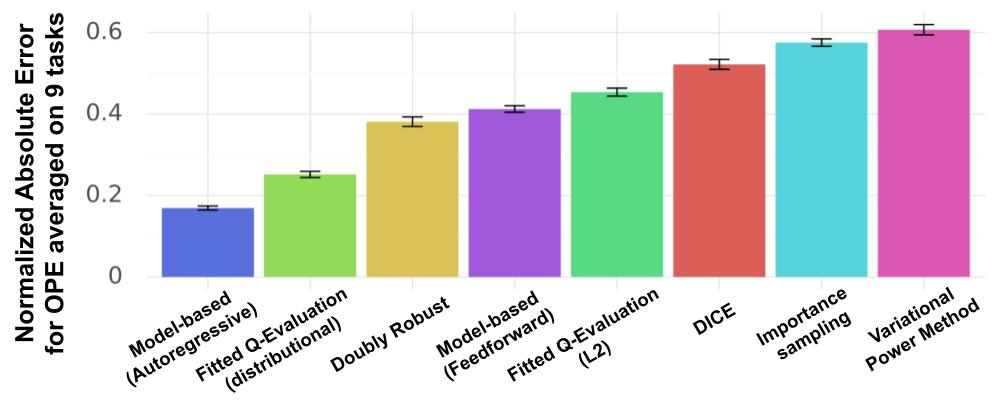 Normalized Absolute Error
for OPE averaged on 9 tasks
0.6
0.4
0.2
0
Model-based
(Autoregressive)
Fitted Q-Evaluation
(distributional)
Doubly Robust
Model-based
(Feedforward)
Fitted Q-Evaluation
(L2)
DICE
Importance
sampling
Variational
Power Method